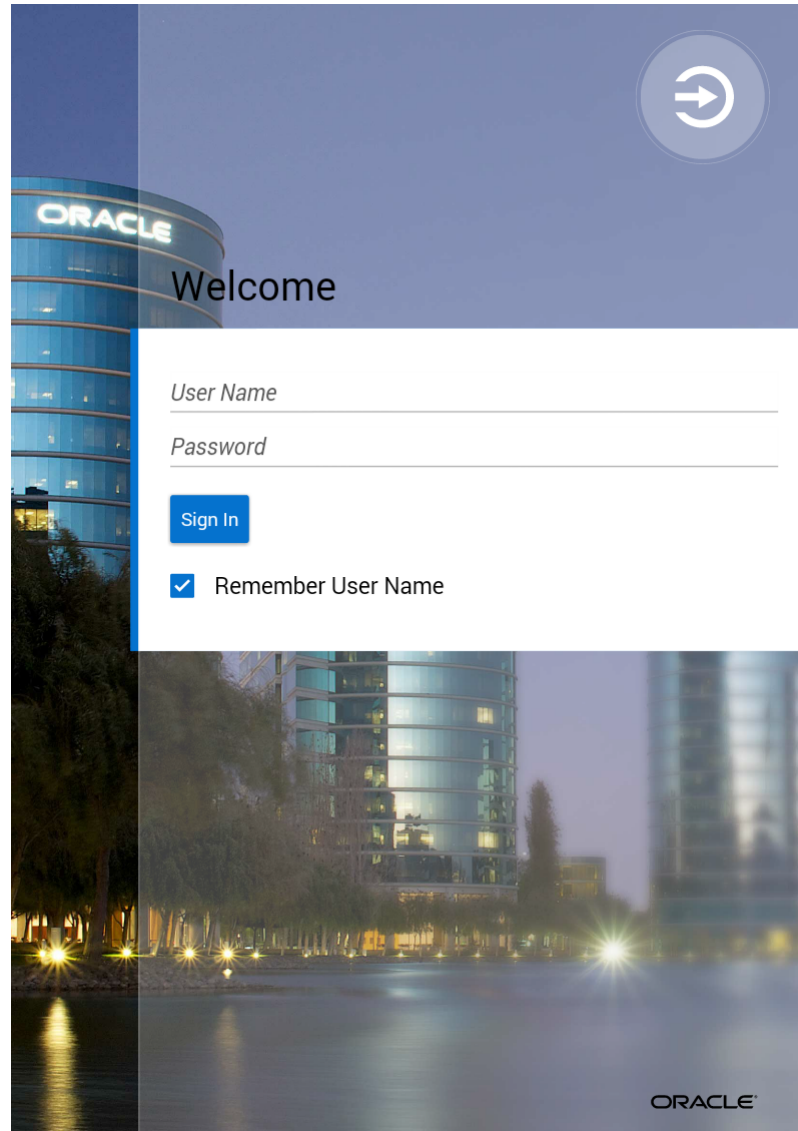 ORACLE
Welcome
User Name
Password
Sign In
Remember User Name
ORACLE